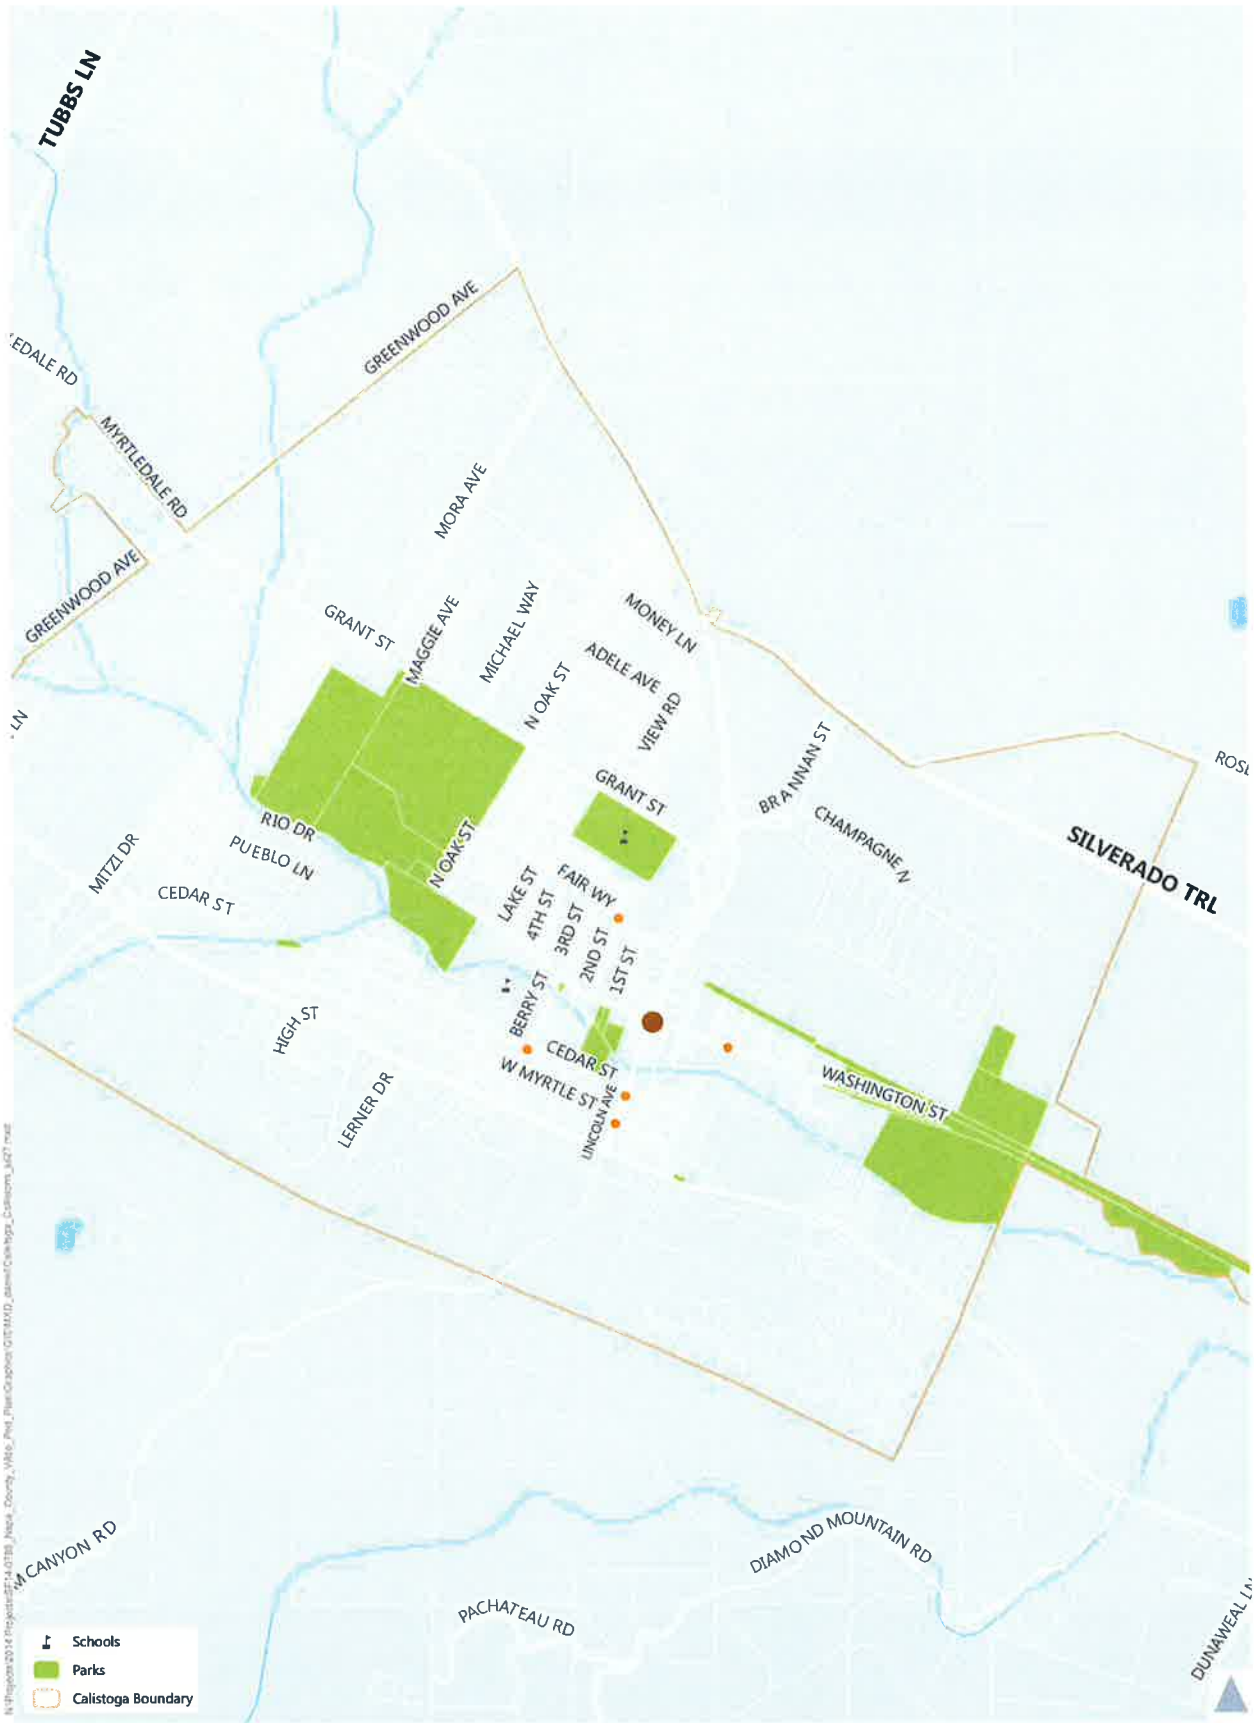 TUBBS LN
GREENWOOD AVE
EDALE RD
MYRTLEDALE RD
MORA AVE
GREENWOOD AVE
GRANT ST
MAGGIE AVE
MICHAEL WAY
MONEY LN
ADELE AVE
N OAK ST
VIEW RD
LN
BRANNAN ST
ROSE
GRANT ST
RIO DR
PUEBLO LN
N OAK ST
CHAMPAGNE N
SILVERADO TRL
MITZI DR
CEDAR ST
LAKE ST
FAIR WY
4TH ST
3RD ST
2ND ST
1ST ST
BERRY ST
HIGH ST
CEDAR ST
W MYRTLE ST
LINCOLN AVE
WASHINGTON ST
LERNER DR
M CANYON RD
DIAMOND MOUNTAIN RD
PACHATEAU RD
DUNAWEAL LN
Schools
Parks
Calistoga Boundary